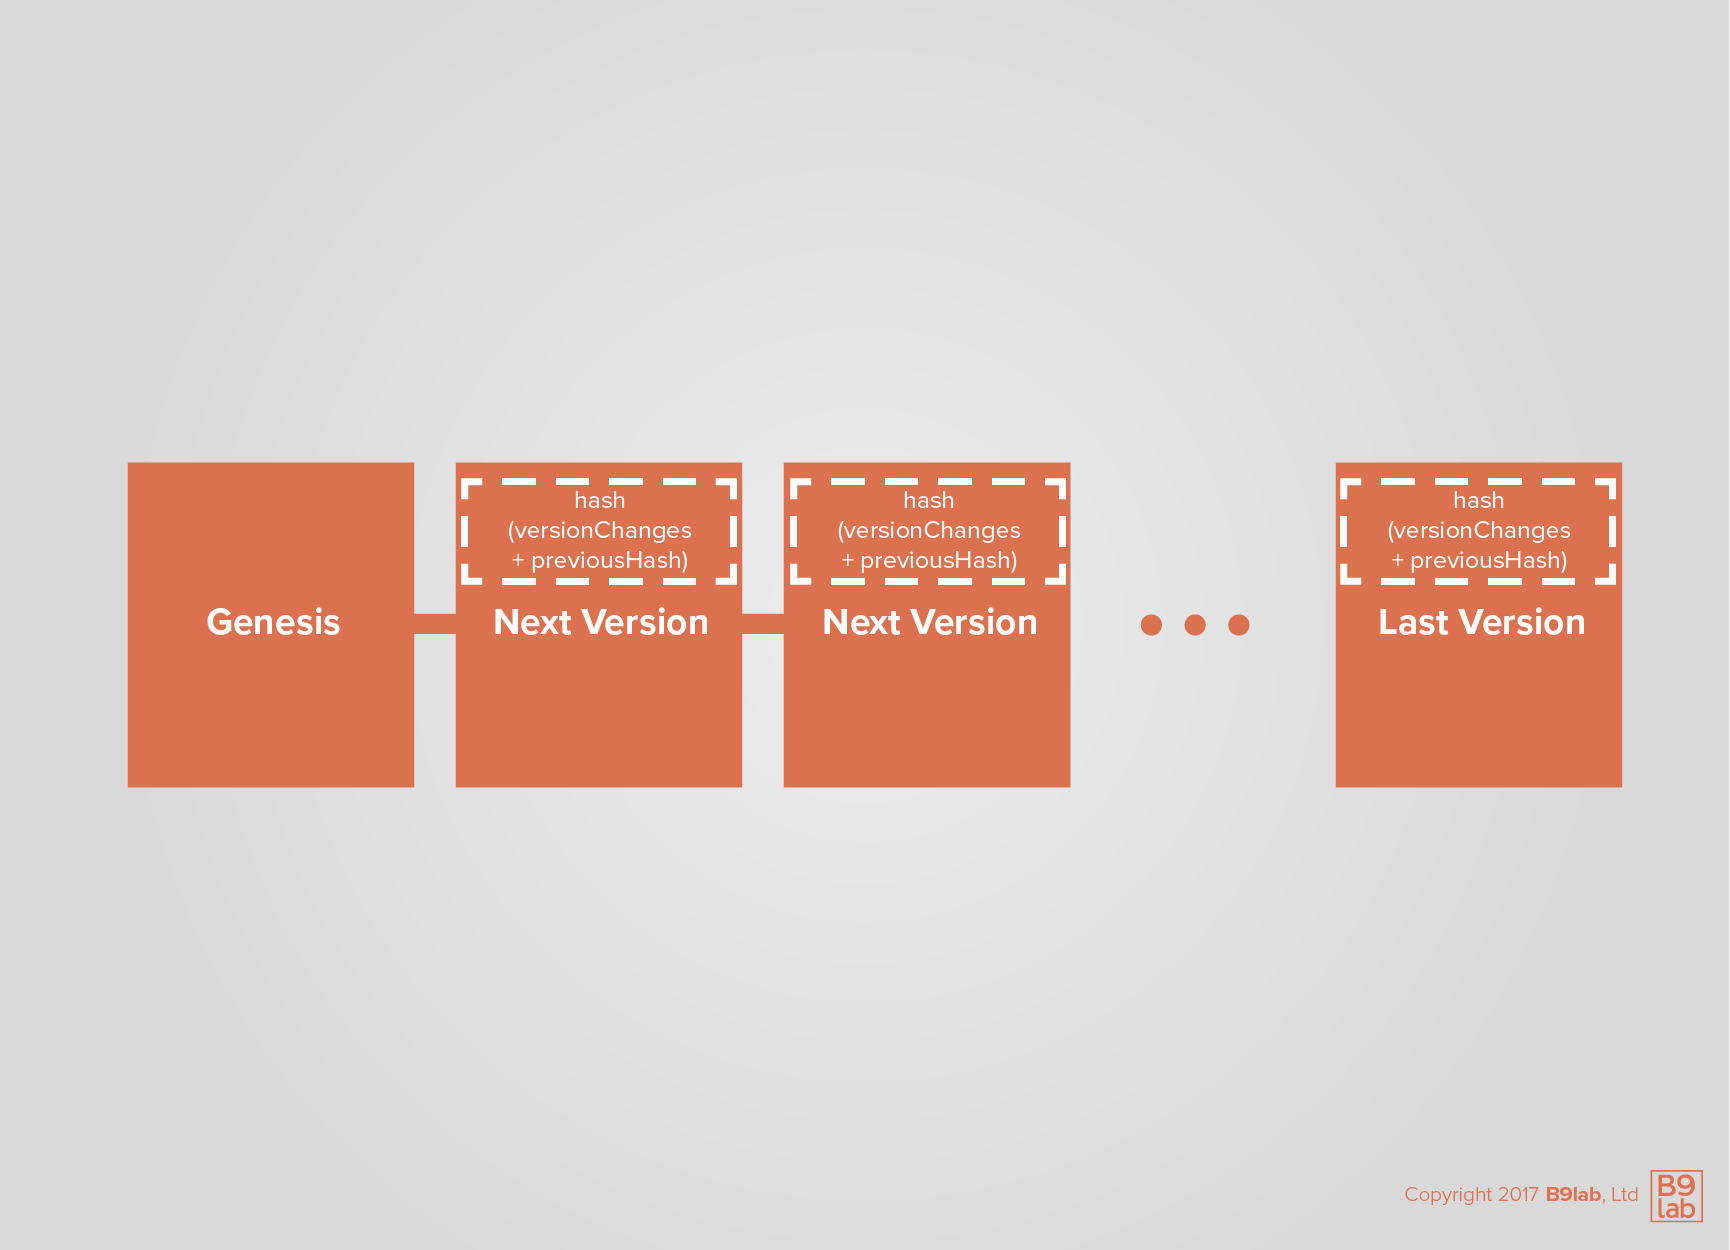 hash
(versionChanges
+ previousHash)
hash
(versionChanges
+ previousHash)
hash
(versionChanges
+ previousHash)
Genesis
Next Version
Next Version
Last Version
Copyright 2017 B9lab, Ltd
B9
lab